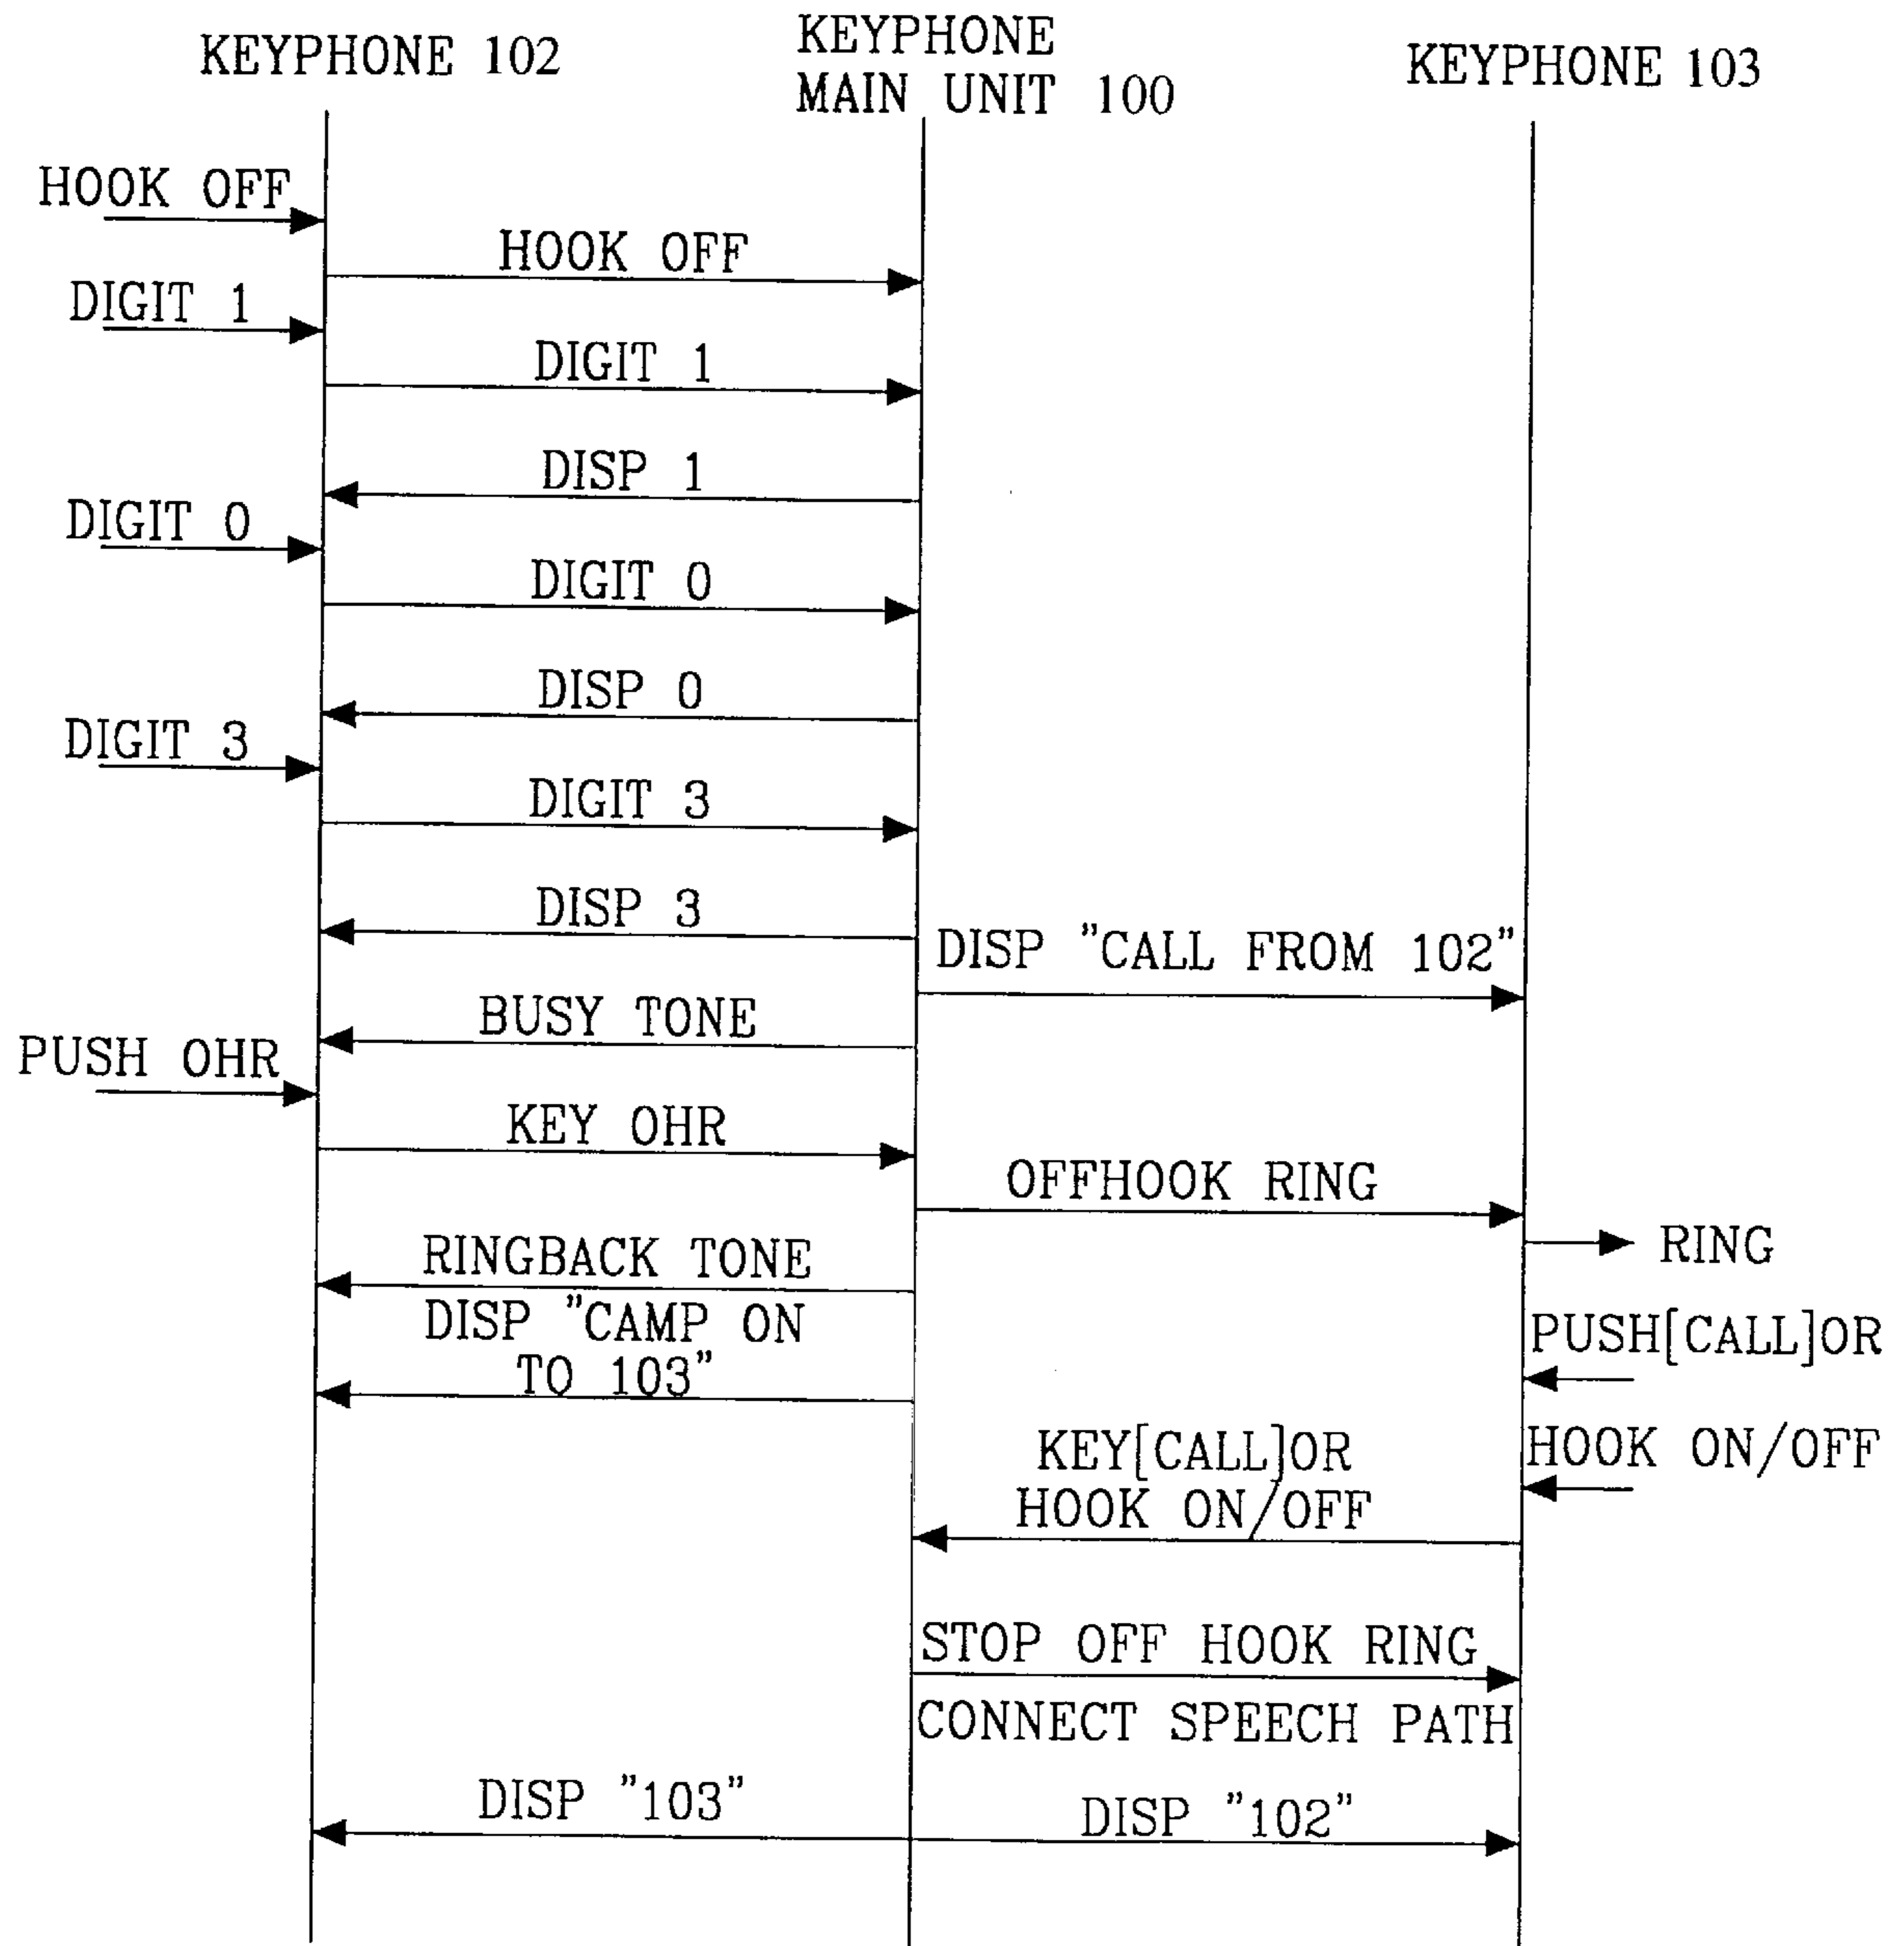 KEYPHONE 102
KEYPHONE
MAIN UNIT 100
KEYPHONE 103
HOOK OFF
HOOK OFF
DIGIT 1
DIGIT 1
DISP 1
DIGIT 0
DIGIT 0
DISP 0
DIGIT 3
DIGIT 3
DISP 3
DISP "CALL FROM 102"
BUSY TONE
PUSH OHR
KEY OHR
OFFHOOK RING
RING
RINGBACK TONE
DISP "CAMP ON
TO 103"
PUSH[CALL]OR
HOOK ON/OFF
KEY[CALL]OR
HOOK ON/OFF
STOP OFF HOOK RING
CONNECT SPEECH PATH
DISP "103"
DISP "102"